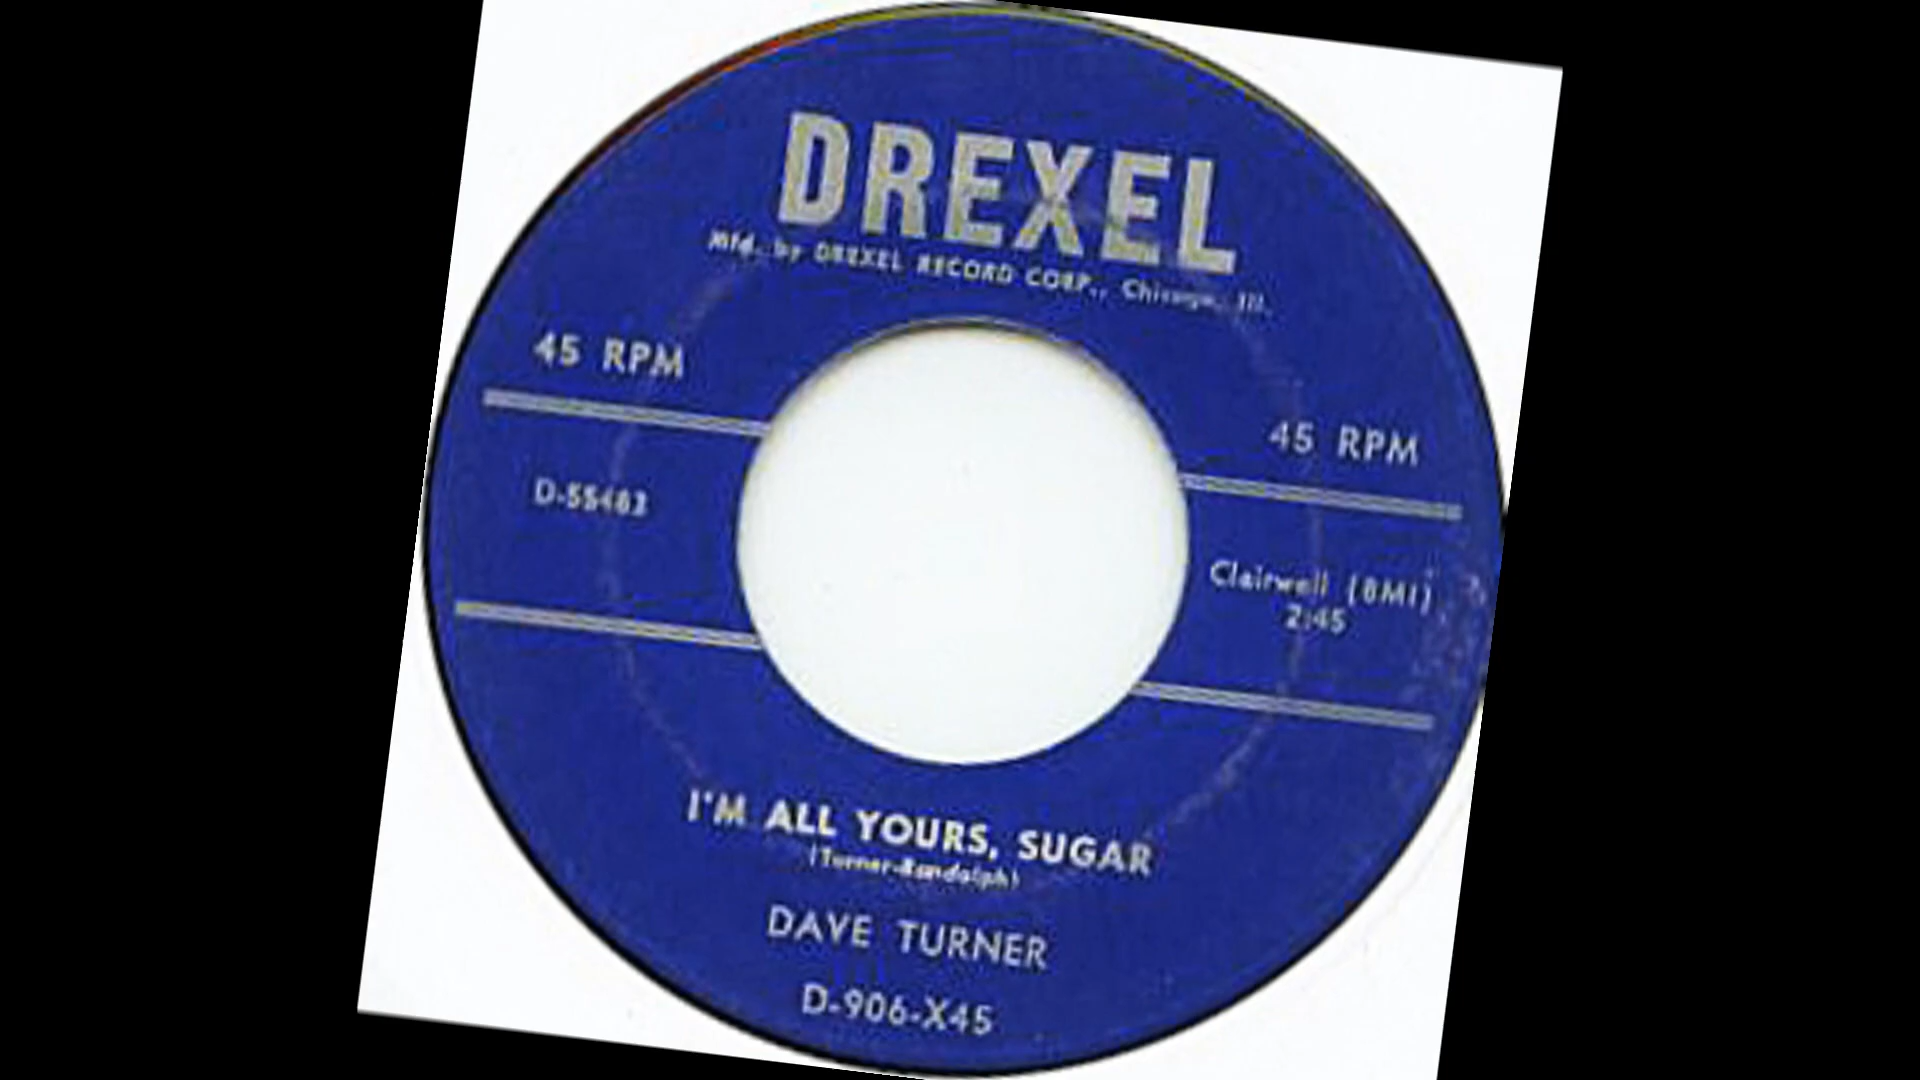 DREXEL
Mfd. by DREXEL RECORD CORP., Chicago, Ill.
45 RPM
45 RPM
D-55483
Clairwell (BMI)
2:45
I'M ALL YOURS, SUGAR
(Turner-Randolph)
DAVE TURNER
D-906-X45